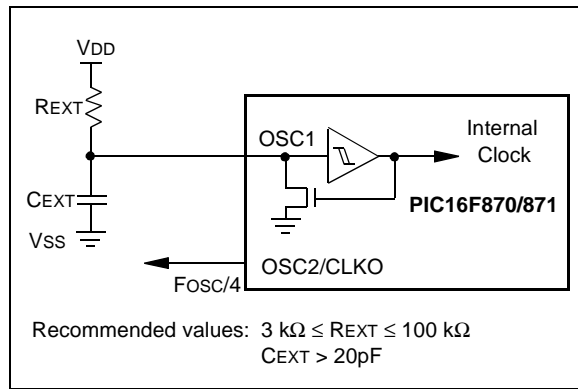 VDD
REXT
OSC1
Internal
Clock
CEXT
PIC16F870/871
VSS
OSC2/CLKO
FOSC/4
Recommended values: 3 kΩ ≤ REXT ≤ 100 kΩ
CEXT > 20pF